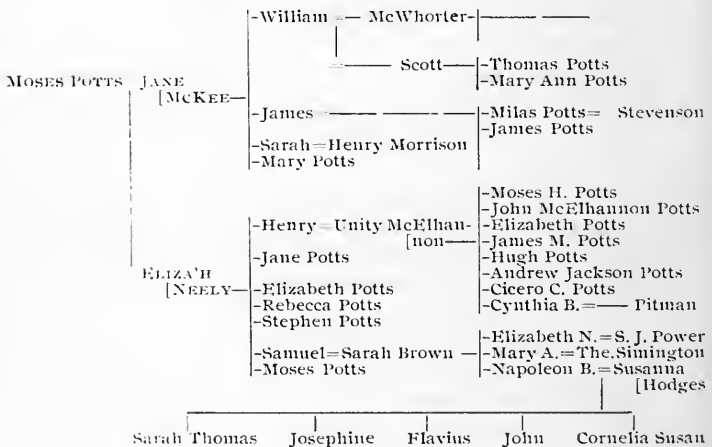 -William = — McWhorter-
= — Scott — -Thomas Potts
-Mary Ann Potts
MOSES POTTS JANE
[MCKEE—
-James — -Milas Potts= Stevenson
-James Potts
-Sarah=Henry Morrison
-Mary Potts
-Moses H. Potts
-John McElhannon Potts
-Henry=Unity McElhan- -Elizabeth Potts
[non— -James M. Potts
-Jane Potts -Hugh Potts
-Andrew Jackson Potts
ELIZA'H -Elizabeth Potts -Cicero C. Potts
[NEELY— -Rebecca Potts -Cynthia B.=— Pitman
-Stephen Potts
-Elizabeth N.=S. J. Power
-Samuel=Sarah Brown — -Mary A.=The.Simington
-Moses Potts -Napoleon B.=Susanna
[Hodges
Sarah Thomas Josephine Flavius John Cornelia Susan